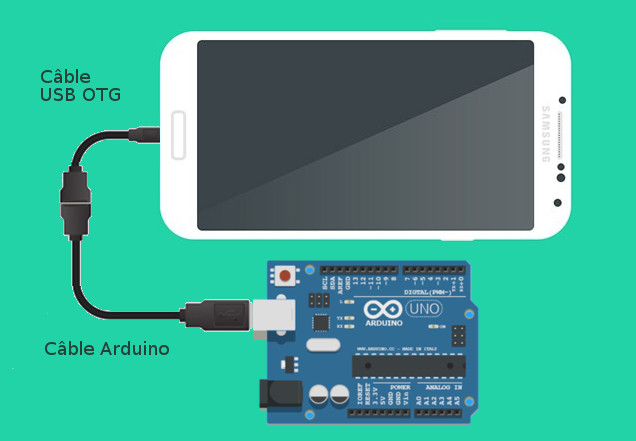 Câble
USB OTG
SAMSUNG
SCL
SDA
AREF
GND
13
12
~11
~10
~9
8
7
~6
~5
4
~3
2
TX→1
RX←0
DIGITAL(PWM~)
L
TX
RX
UNO
ON
ARDUINO
WWW.ARDUINO.CC - MADE IN ITALY
Câble Arduino
POWER
ANALOG IN
IOREF
RESET
3.3V
5V
GND
GND
Vin
A0
A1
A2
A3
A4
A5